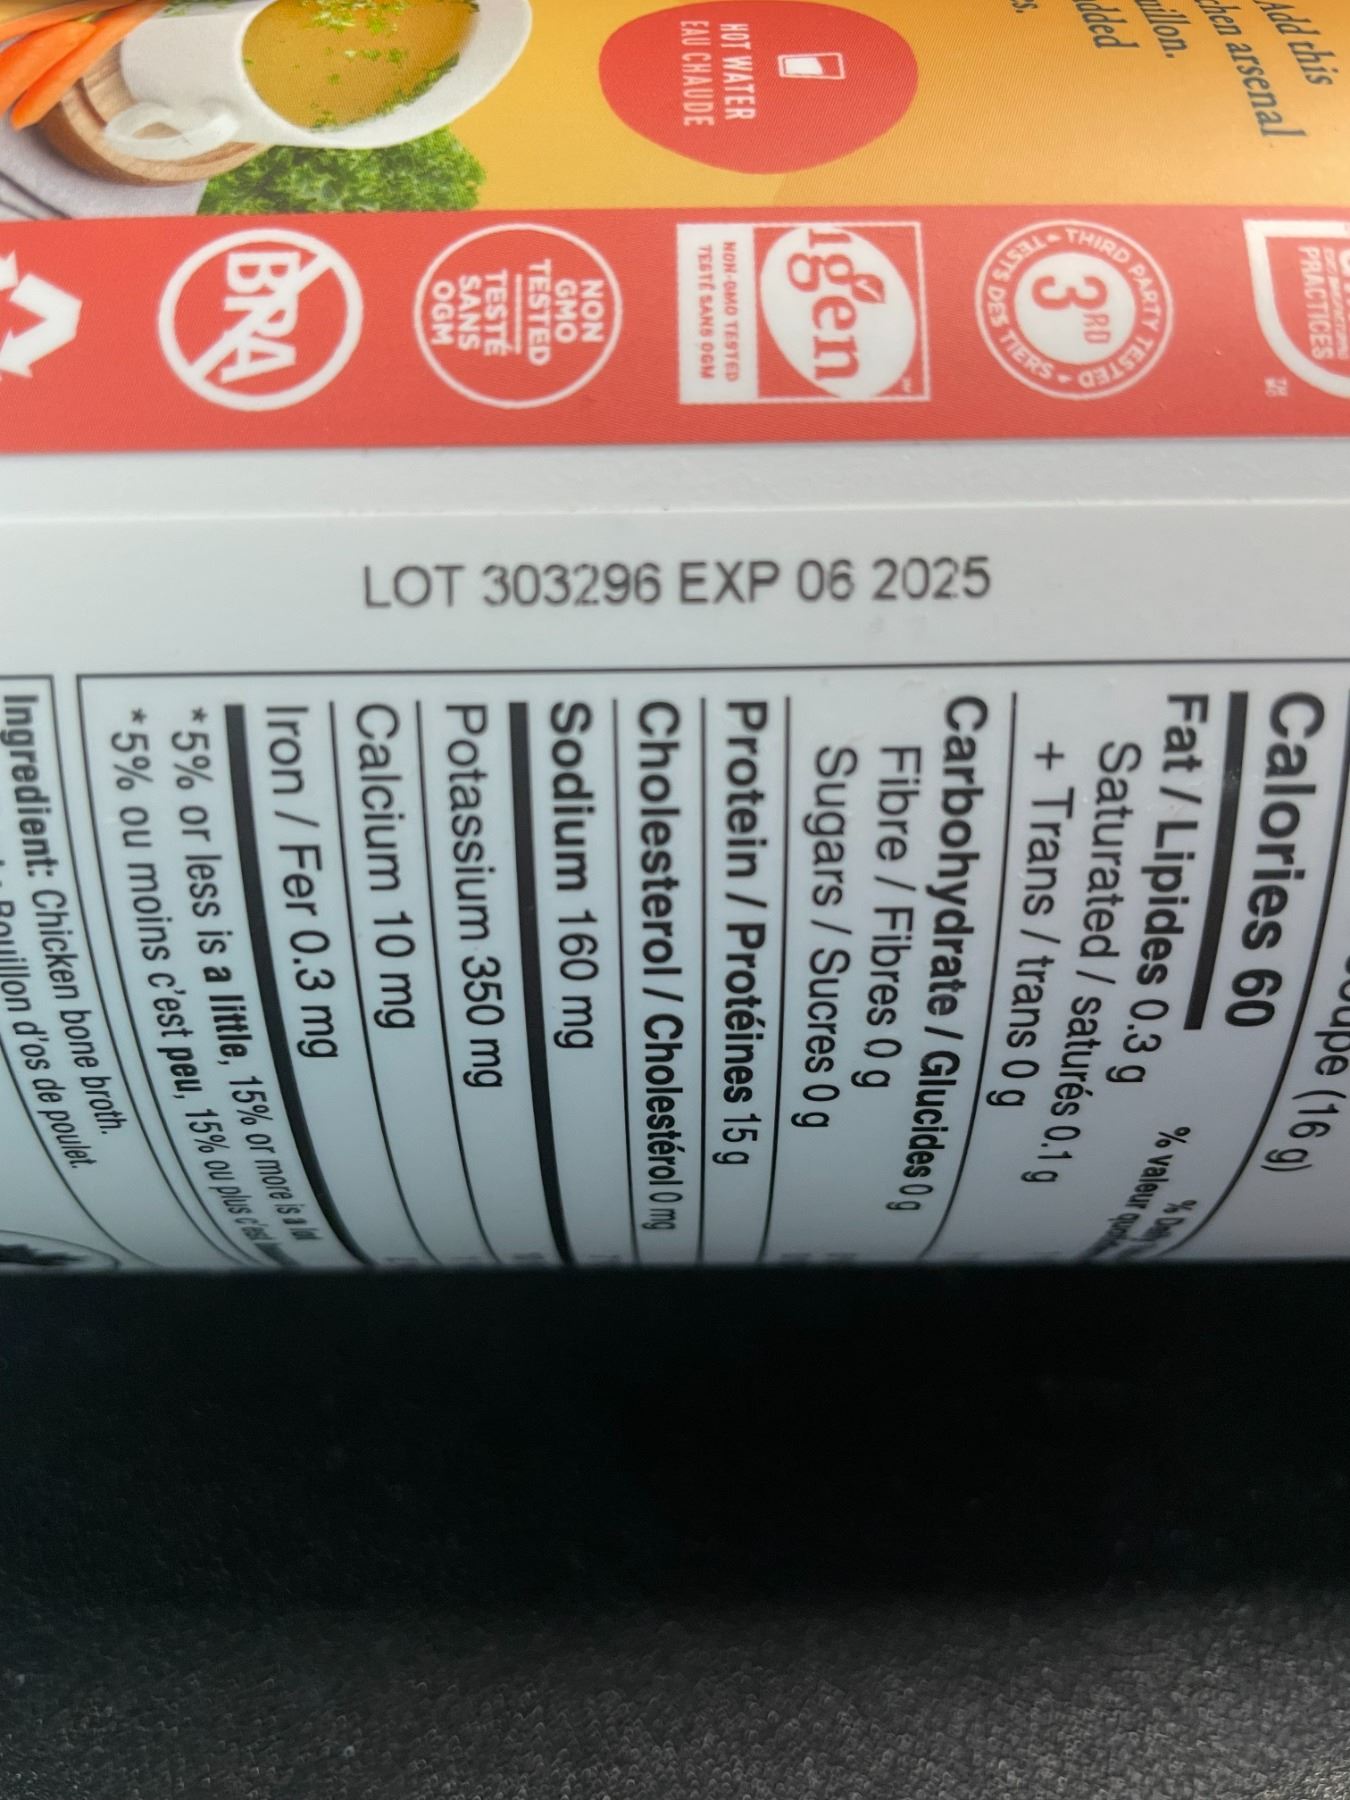 Add this
chen arsenal
uillon.
dded
es.
HOT WATER
EAU CHAUDE
PRACTICES
THIRD PARTY TESTED
3RD
TESTS DES TIERS
igen
NON-GMO TESTED
TESTÉ SANS OGM
NON
GMO
TESTED
TESTÉ
SANS
OGM
BPA
LOT 303296 EXP 06 2025
(16 g)
Calories 60
% valeur
Fat / Lipides 0.3 g
Saturated / saturés 0.1 g
+ Trans / trans 0 g
Carbohydrate / Glucides 0 g
Fibre / Fibres 0 g
Sugars / Sucres 0 g
Protein / Protéines 15 g
Cholesterol / Cholestérol 0 mg
Sodium 160 mg
Potassium 350 mg
Calcium 10 mg
Iron / Fer 0.3 mg
*5% or less is a little, 15% or more is a lot
*5% ou moins c'est peu, 15% ou plus c'est
Ingredient: Chicken bone broth.
Bouillon d'os de poulet.